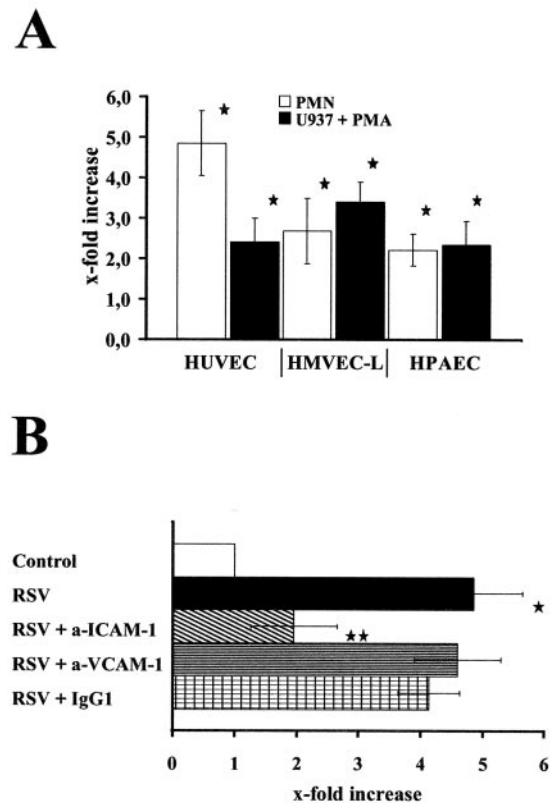 A
PMN
U937 + PMA
x-fold increase
6,0
5,0
4,0
3,0
2,0
1,0
0,0
HUVEC HMVEC-L HPAEC
B
Control
RSV
RSV + a-ICAM-1
RSV + a-VCAM-1
RSV + IgG1
0 1 2 3 4 5 6
x-fold increase